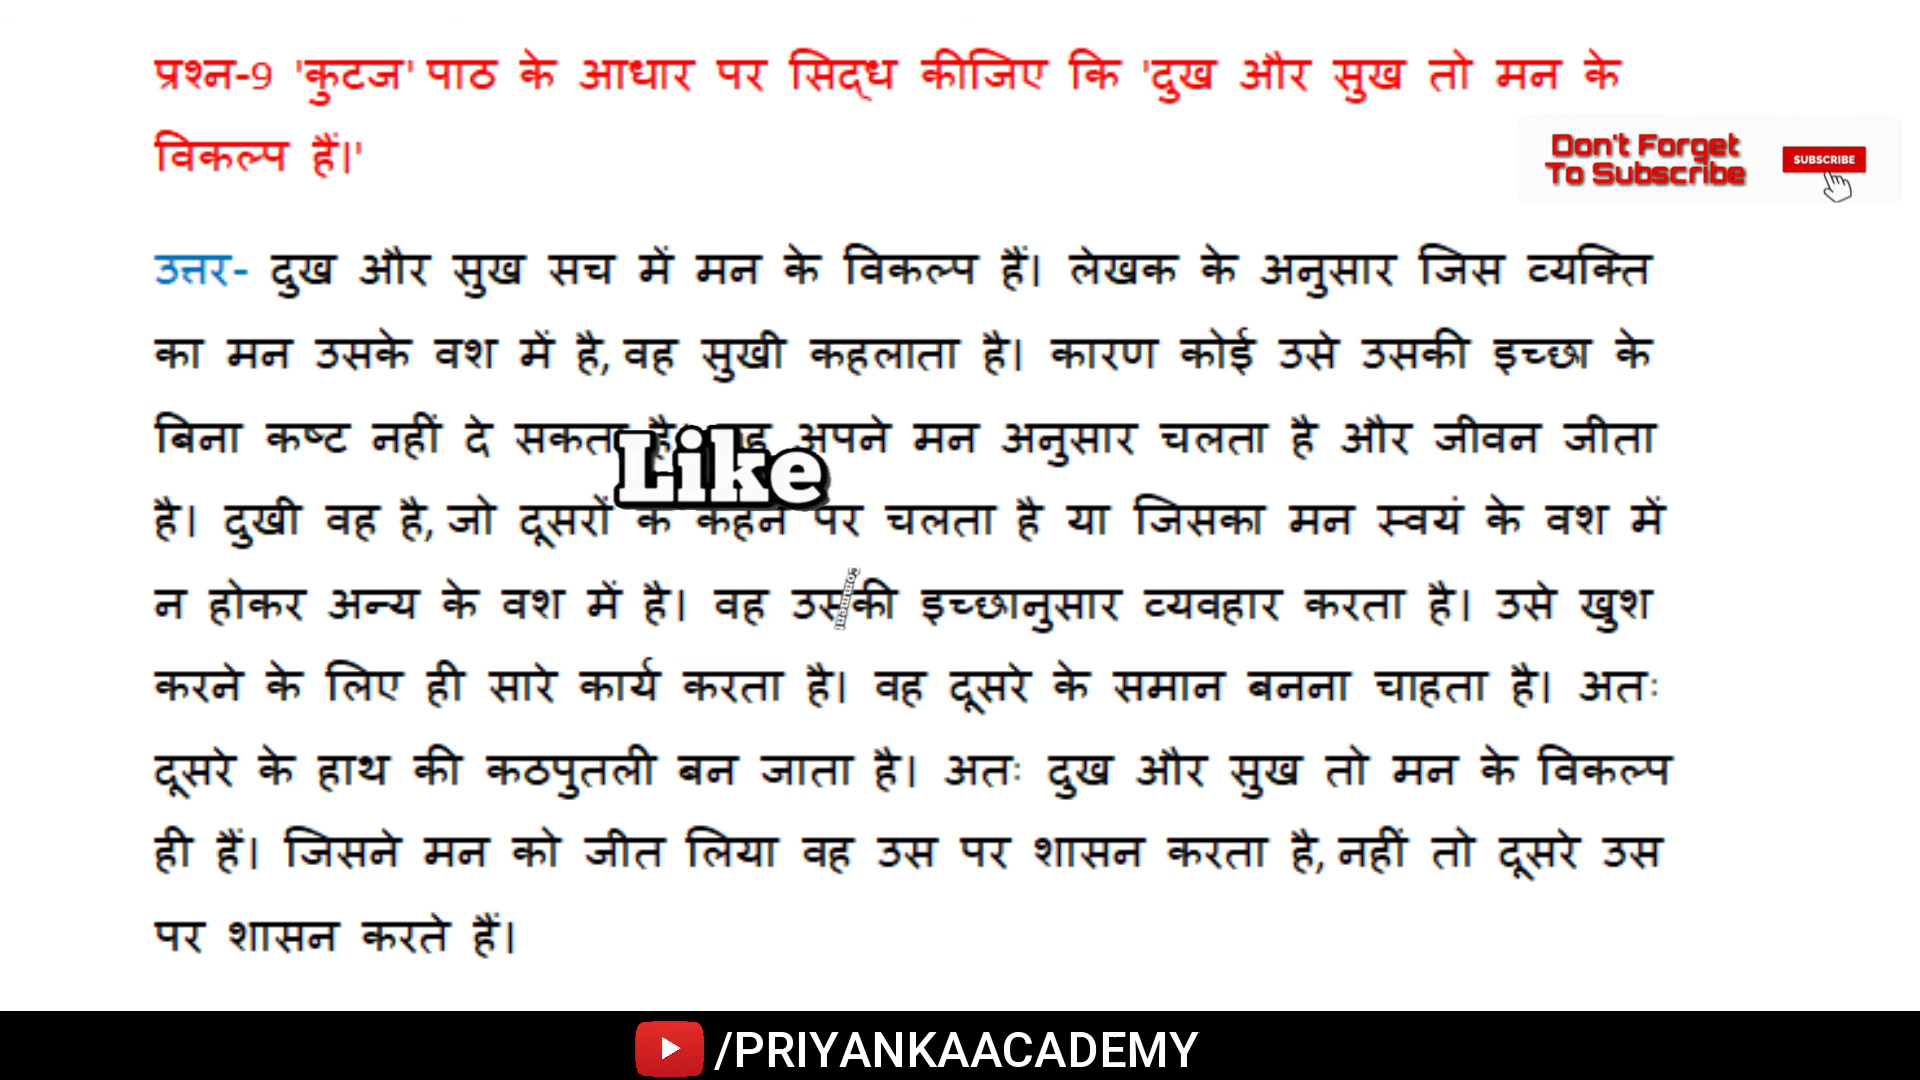 प्रश्न-9 'कुटज' पाठ के आधार पर सिद्ध कीजिए कि 'दुख और सुख तो मन के
विकल्प हैं।'
Don't Forget
To Subscribe
SUBSCRIBE
उत्तर- दुख और सुख सच में मन के विकल्प हैं। लेखक के अनुसार जिस व्यक्ति
का मन उसके वश में है, वह सुखी कहलाता है। कारण कोई उसे उसकी इच्छा के
बिना कष्ट नहीं दे सकता है। वह अपने मन अनुसार चलता है और जीवन जीता
Like
है। दुखी वह है, जो दूसरों के कहने पर चलता है या जिसका मन स्वयं के वश में
न होकर अन्य के वश में है। वह उसकी इच्छानुसार व्यवहार करता है। उसे खुश
करने के लिए ही सारे कार्य करता है। वह दूसरे के समान बनना चाहता है। अतः
दूसरे के हाथ की कठपुतली बन जाता है। अतः दुख और सुख तो मन के विकल्प
ही हैं। जिसने मन को जीत लिया वह उस पर शासन करता है, नहीं तो दूसरे उस
पर शासन करते हैं।
/PRIYANKAACADEMY